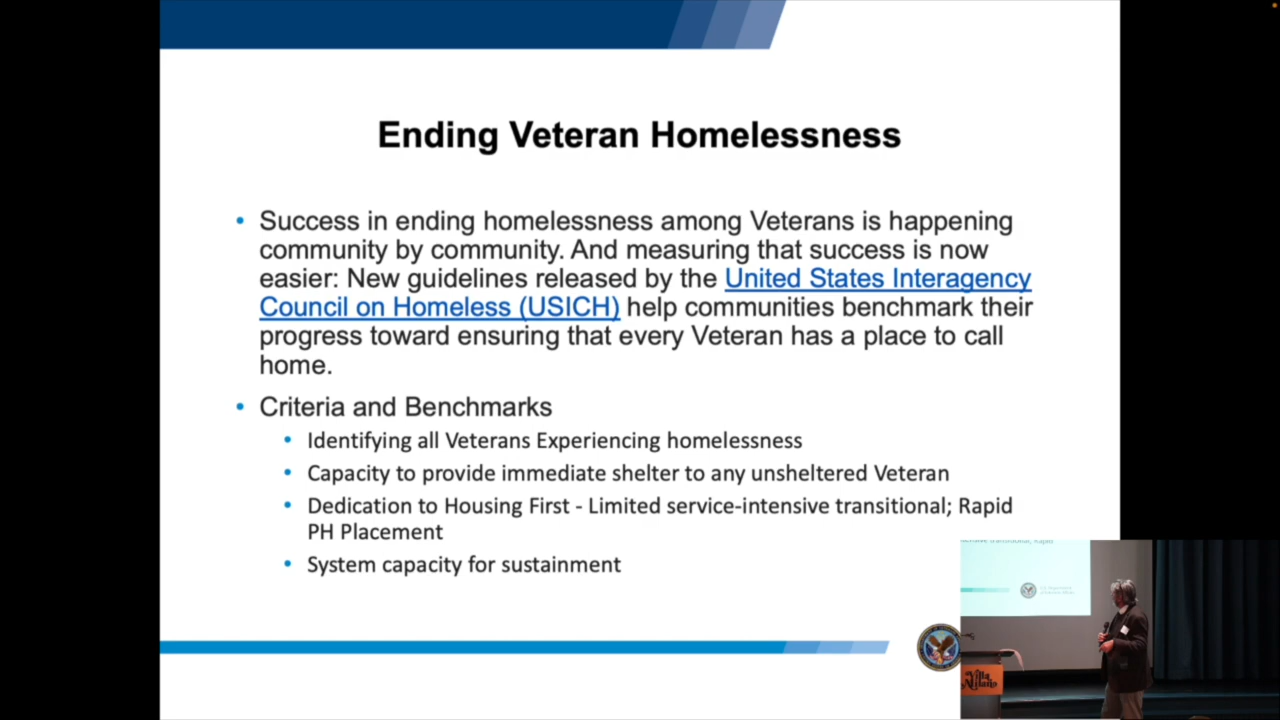 Ending Veteran Homelessness
• Success in ending homelessness among Veterans is happening
community by community. And measuring that success is now
easier: New guidelines released by the United States Interagency
Council on Homeless (USICH) help communities benchmark their
progress toward ensuring that every Veteran has a place to call
home.
• Criteria and Benchmarks
• Identifying all Veterans Experiencing homelessness
• Capacity to provide immediate shelter to any unsheltered Veteran
• Dedication to Housing First - Limited service-intensive transitional; Rapid
PH Placement
• System capacity for sustainment
Villa
Milano